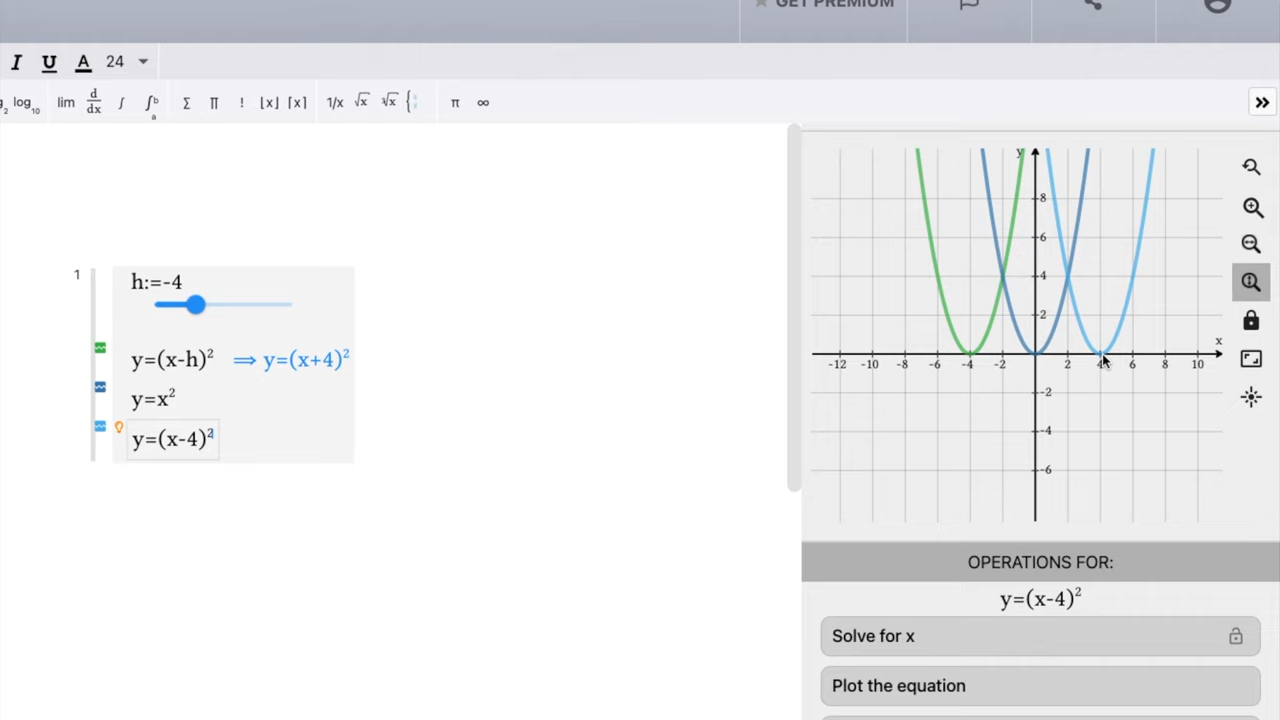 GET PREMIUM
I U A 24
log₁₀ lim d/dx ∫ ∫ᵇₐ Σ ∏ ! ⌊x⌋ ⌈x⌉ 1/x √x ∛x π ∞ »
1
h:=-4
y=(x-h)² ⟹ y=(x+4)²
y=x²
y=(x-4)²
y
8
6
4
2
x
-12 -10 -8 -6 -4 -2 2 4 6 8 10
-2
-4
-6
OPERATIONS FOR:
y=(x-4)²
Solve for x
Plot the equation